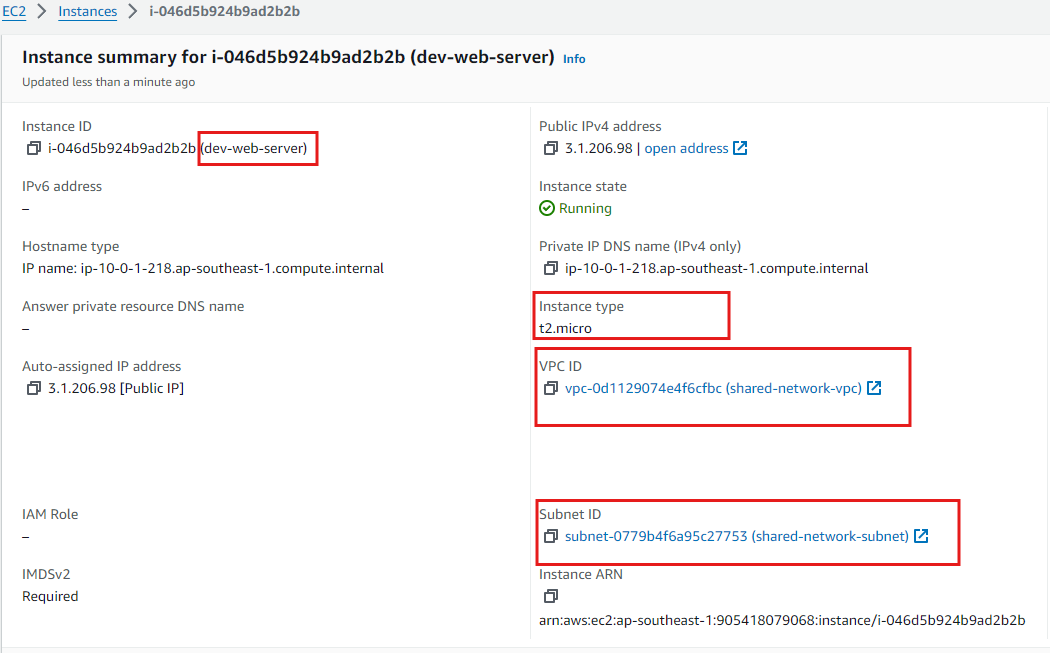 EC2 > Instances > i-046d5b924b9ad2b2b
Instance summary for i-046d5b924b9ad2b2b (dev-web-server) Info
Updated less than a minute ago
Instance ID
i-046d5b924b9ad2b2b (dev-web-server)
Public IPv4 address
3.1.206.98 | open address
IPv6 address
–
Instance state
Running
Hostname type
IP name: ip-10-0-1-218.ap-southeast-1.compute.internal
Private IP DNS name (IPv4 only)
ip-10-0-1-218.ap-southeast-1.compute.internal
Answer private resource DNS name
–
Instance type
t2.micro
Auto-assigned IP address
3.1.206.98 [Public IP]
VPC ID
vpc-0d1129074e4f6cfbc (shared-network-vpc)
IAM Role
–
Subnet ID
subnet-0779b4f6a95c27753 (shared-network-subnet)
IMDSv2
Required
Instance ARN
arn:aws:ec2:ap-southeast-1:905418079068:instance/i-046d5b924b9ad2b2b